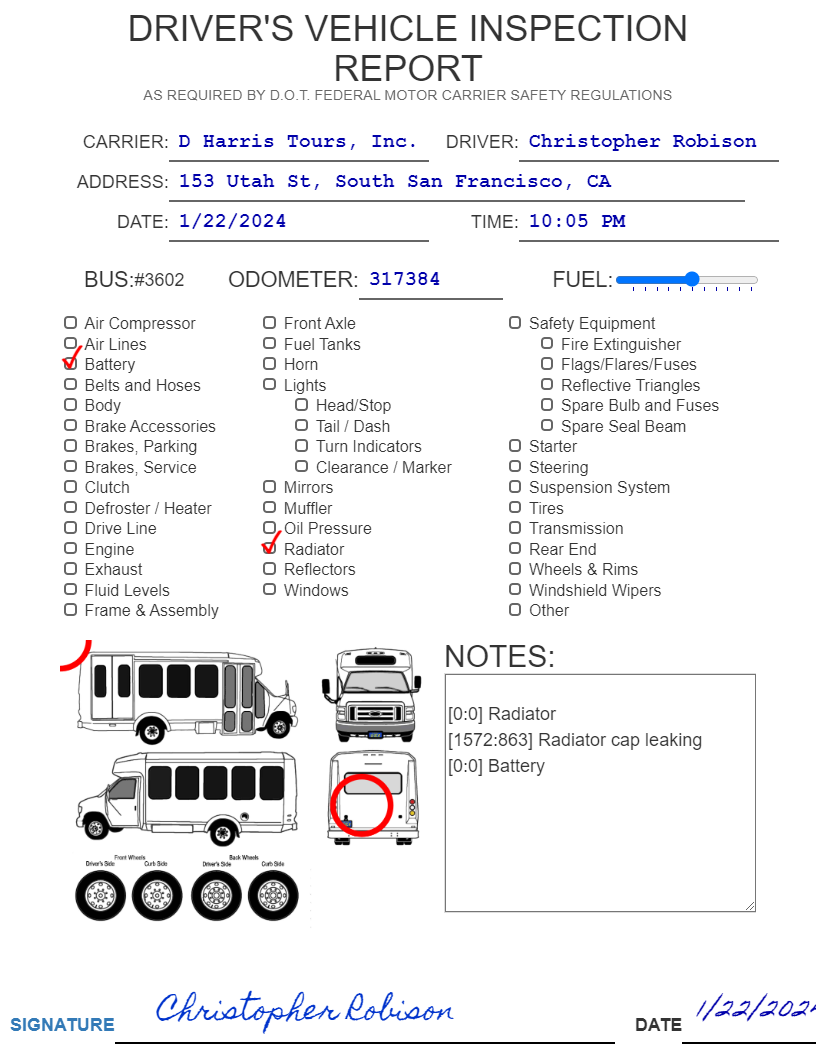 DRIVER'S VEHICLE INSPECTION
REPORT
AS REQUIRED BY D.O.T. FEDERAL MOTOR CARRIER SAFETY REGULATIONS
CARRIER: D Harris Tours, Inc. DRIVER: Christopher Robison
ADDRESS: 153 Utah St, South San Francisco, CA
DATE: 1/22/2024 TIME: 10:05 PM
BUS:#3602 ODOMETER: 317384 FUEL:
Air Compressor
Air Lines
Battery
Belts and Hoses
Body
Brake Accessories
Brakes, Parking
Brakes, Service
Clutch
Defroster / Heater
Drive Line
Engine
Exhaust
Fluid Levels
Frame & Assembly
Front Axle
Fuel Tanks
Horn
Lights
Head/Stop
Tail / Dash
Turn Indicators
Clearance / Marker
Mirrors
Muffler
Oil Pressure
Radiator
Reflectors
Windows
Safety Equipment
Fire Extinguisher
Flags/Flares/Fuses
Reflective Triangles
Spare Bulb and Fuses
Spare Seal Beam
Starter
Steering
Suspension System
Tires
Transmission
Rear End
Wheels & Rims
Windshield Wipers
Other
Front Wheels Back Wheels
Driver's Side Curb Side Driver's Side Curb Side
NOTES:
[0:0] Radiator
[1572:863] Radiator cap leaking
[0:0] Battery
SIGNATURE Christopher Robison DATE 1/22/2024